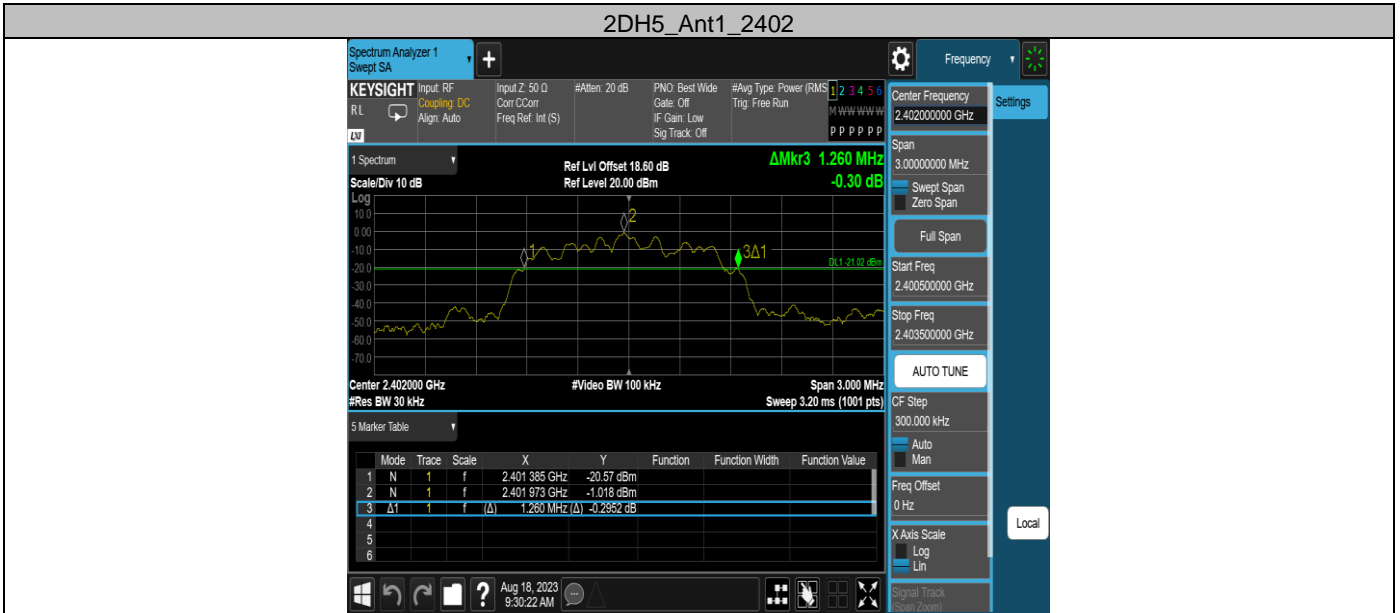 2DH5_Ant1_2402
Spectrum Analyzer 1
Swept SA
+
Frequency
KEYSIGHT
RL
LXI
Input: RF
Coupling: DC
Align: Auto
Input Z: 50 Ω
Corr CCorr
Freq Ref: Int (S)
#Atten: 20 dB
PNO: Best Wide
Gate: Off
IF Gain: Low
Sig Track: Off
#Avg Type: Power (RMS
Trig: Free Run
1 2 3 4 5 6
M W W W W W
P P P P P P
1 Spectrum
Scale/Div 10 dB
Ref Lvl Offset 18.60 dB
Ref Level 20.00 dBm
ΔMkr3 1.260 MHz
-0.30 dB
Log
10.0
0.00
-10.0
-20.0
-30.0
-40.0
-50.0
-60.0
-70.0
1
2
3Δ1
DL1 -21.02 dBm
Center 2.402000 GHz
#Res BW 30 kHz
#Video BW 100 kHz
Span 3.000 MHz
Sweep 3.20 ms (1001 pts)
5 Marker Table
Mode Trace Scale X Y Function Function Width Function Value
1 N 1 f 2.401 385 GHz -20.57 dBm
2 N 1 f 2.401 973 GHz -1.018 dBm
3 Δ1 1 f (Δ) 1.260 MHz (Δ) -0.2952 dB
4
5
6
Aug 18, 2023
9:30:22 AM
?
Center Frequency
2.402000000 GHz
Settings
Span
3.00000000 MHz
Swept Span
Zero Span
Full Span
Start Freq
2.400500000 GHz
Stop Freq
2.403500000 GHz
AUTO TUNE
CF Step
300.000 kHz
Auto
Man
Freq Offset
0 Hz
X Axis Scale
Log
Lin
Signal Track
(Span Zoom)
Local